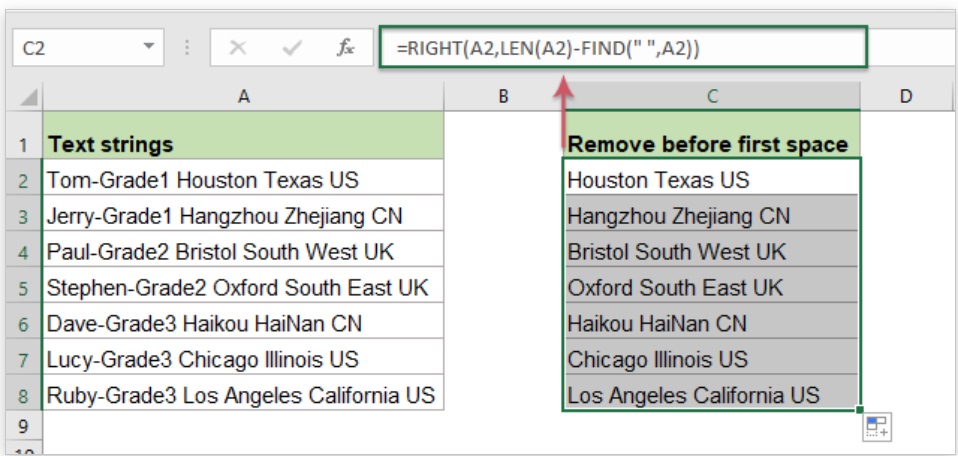 C2 fx =RIGHT(A2,LEN(A2)-FIND(" ",A2))
A B C D
1 Text strings Remove before first space
2 Tom-Grade1 Houston Texas US Houston Texas US
3 Jerry-Grade1 Hangzhou Zhejiang CN Hangzhou Zhejiang CN
4 Paul-Grade2 Bristol South West UK Bristol South West UK
5 Stephen-Grade2 Oxford South East UK Oxford South East UK
6 Dave-Grade3 Haikou HaiNan CN Haikou HaiNan CN
7 Lucy-Grade3 Chicago Illinois US Chicago Illinois US
8 Ruby-Grade3 Los Angeles California US Los Angeles California US
9